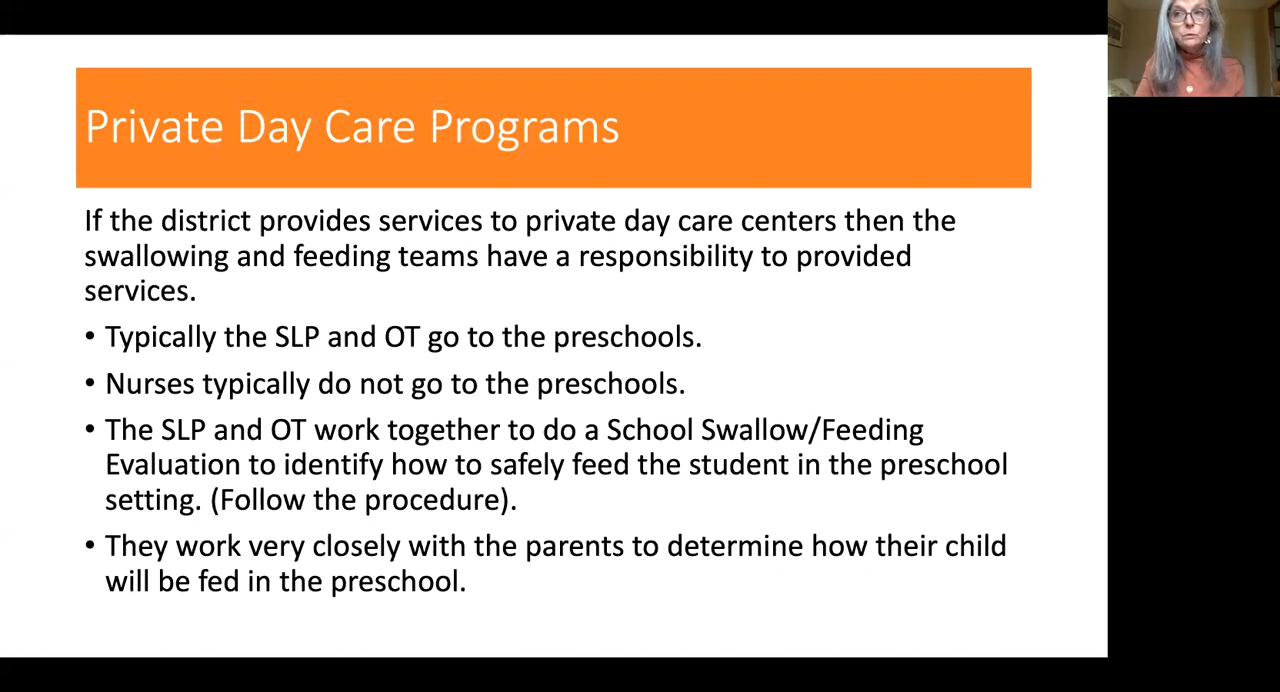 Private Day Care Programs
If the district provides services to private day care centers then the
swallowing and feeding teams have a responsibility to provided
services.
• Typically the SLP and OT go to the preschools.
• Nurses typically do not go to the preschools.
• The SLP and OT work together to do a School Swallow/Feeding
Evaluation to identify how to safely feed the student in the preschool
setting. (Follow the procedure).
• They work very closely with the parents to determine how their child
will be fed in the preschool.